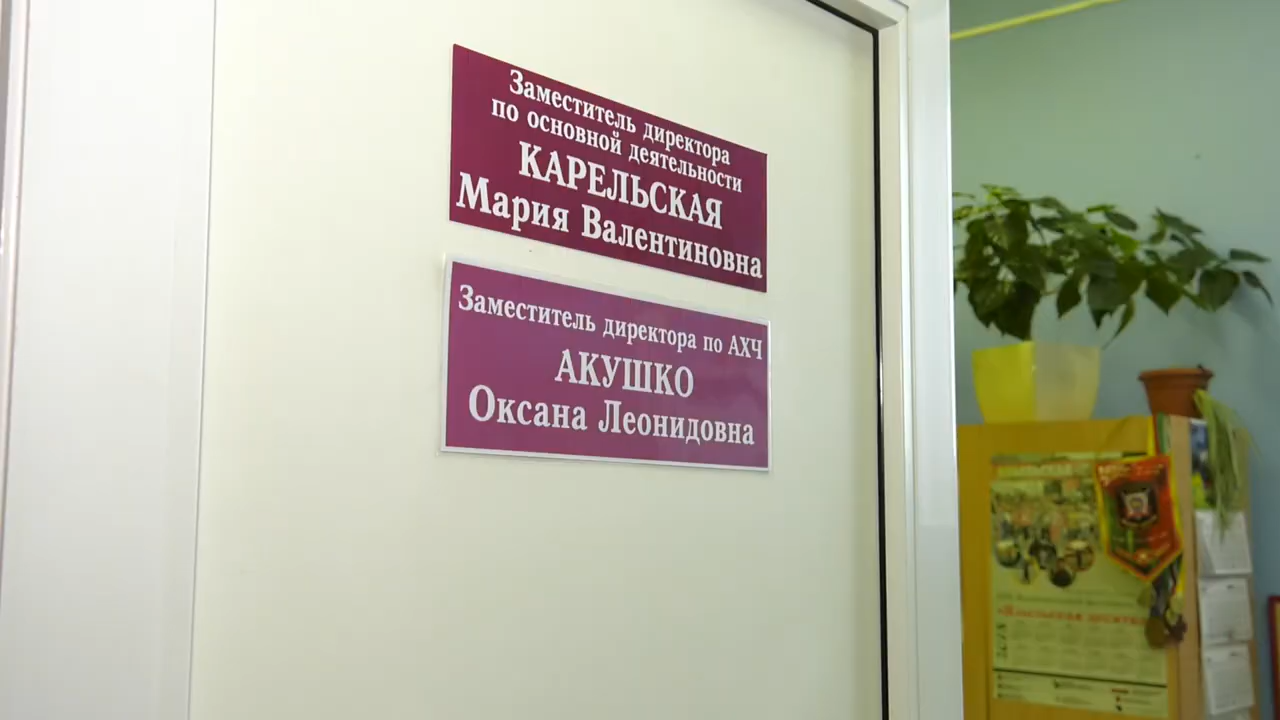 Заместитель директора
по основной деятельности
КАРЕЛЬСКАЯ
Мария Валентиновна
Заместитель директора по АХЧ
АКУШКО
Оксана Леонидовна